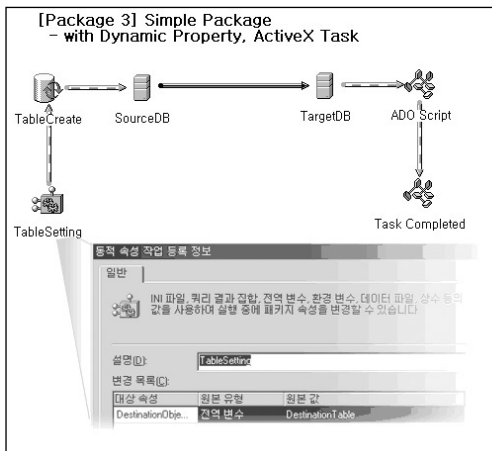 [Package 3] Simple Package
- with Dynamic Property, ActiveX Task
TableCreate
SourceDB
TargetDB
ADO Script
TableSetting
Task Completed
동적 속성 작업 등록 정보
일반
INI 파일, 쿼리 결과 집합, 전역 변수, 환경 변수, 데이터 파일, 상수 등의
값을 사용하여 실행 중에 패키지 속성을 변경할 수 있습니다
설명(D):
TableSetting
변경 목록(C):
대상 속성 원본 유형 원본 값
DestinationObje... 전역 변수 DestinationTable